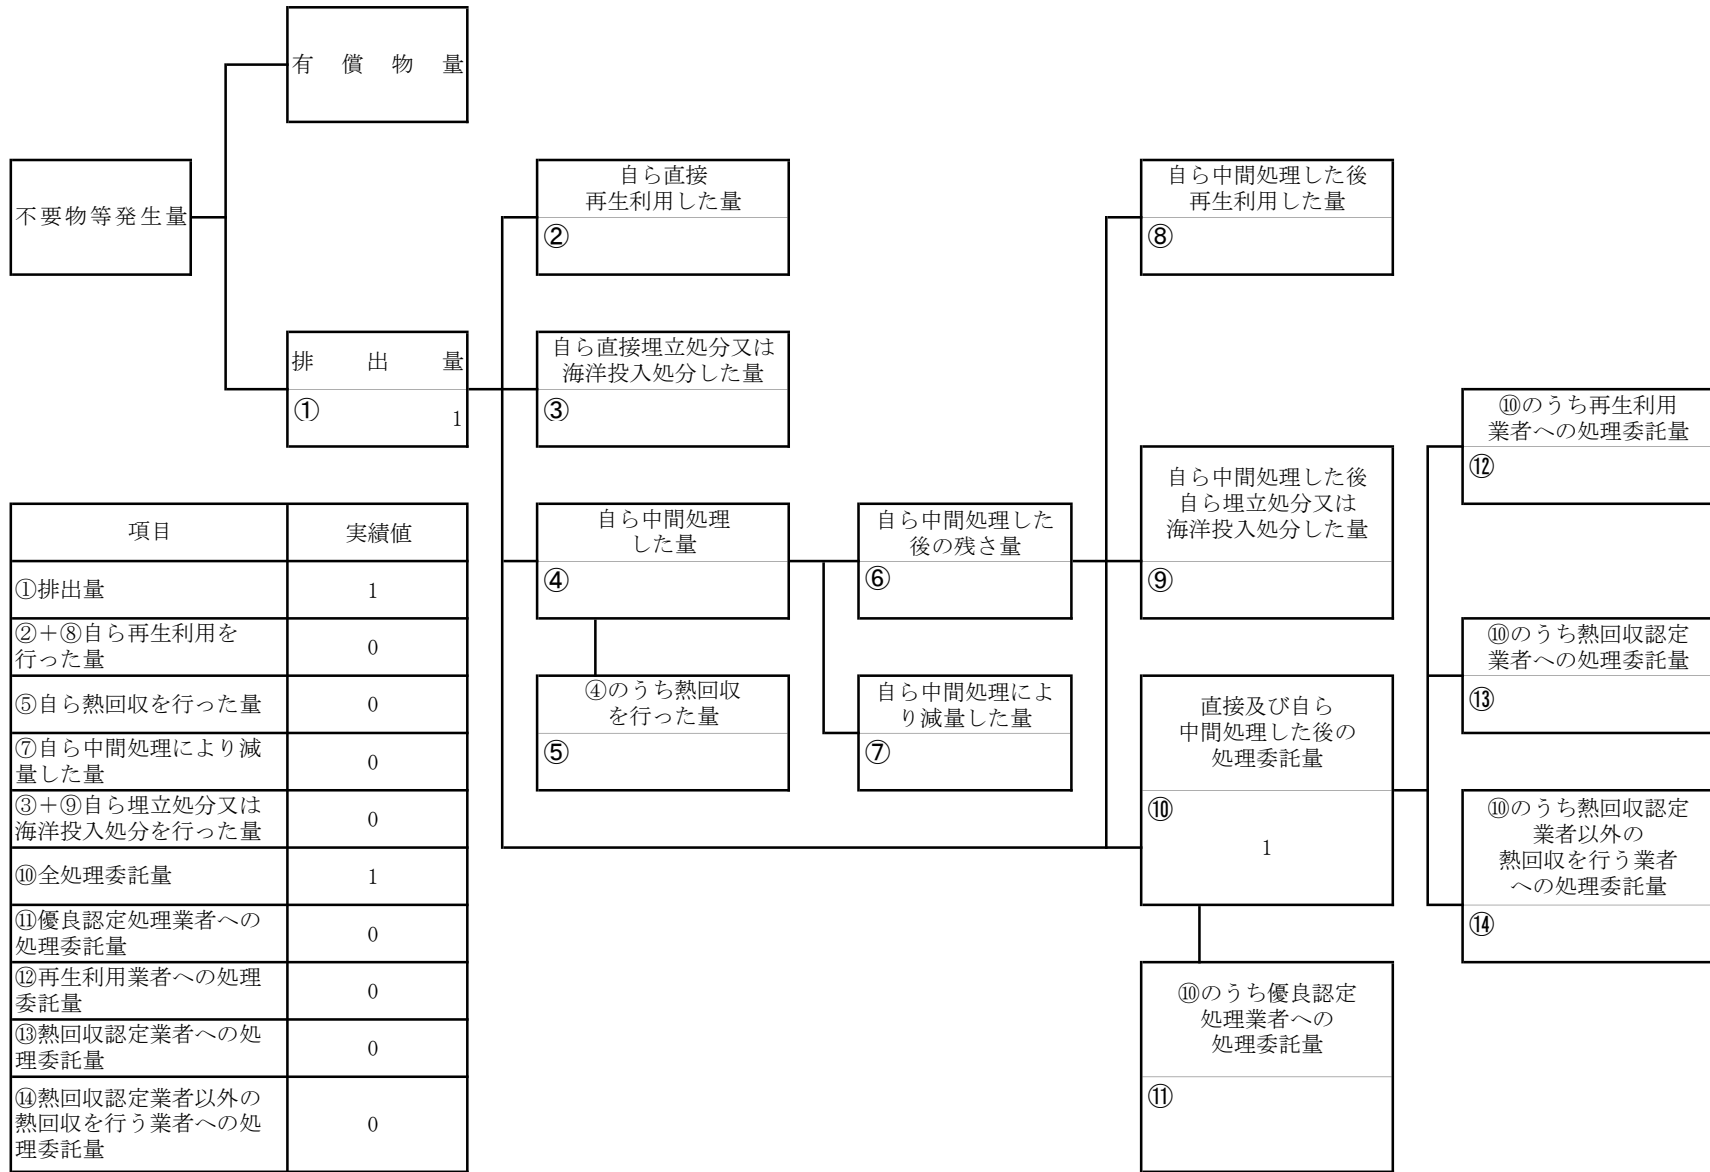 有償物量
不要物等発生量
排出量
①
1
自ら直接
再生利用した量
②
自ら直接埋立処分又は
海洋投入処分した量
③
自ら中間処理
した量
④
④のうち熱回収
を行った量
⑤
自ら中間処理した
後の残さ量
⑥
自ら中間処理によ
り減量した量
⑦
自ら中間処理した後
再生利用した量
⑧
自ら中間処理した後
自ら埋立処分又は
海洋投入処分した量
⑨
直接及び自ら
中間処理した後の
処理委託量
⑩
1
⑩のうち優良認定
処理業者への
処理委託量
⑪
⑩のうち再生利用
業者への処理委託量
⑫
⑩のうち熱回収認定
業者への処理委託量
⑬
⑩のうち熱回収認定
業者以外の
熱回収を行う業者
への処理委託量
⑭
項目 実績値
①排出量 1
②＋⑧自ら再生利用を
行った量 0
⑤自ら熱回収を行った量 0
⑦自ら中間処理により減
量した量 0
③＋⑨自ら埋立処分又は
海洋投入処分を行った量 0
⑩全処理委託量 1
⑪優良認定処理業者への
処理委託量 0
⑫再生利用業者への処理
委託量 0
⑬熱回収認定業者への処
理委託量 0
⑭熱回収認定業者以外の
熱回収を行う業者への処
理委託量 0